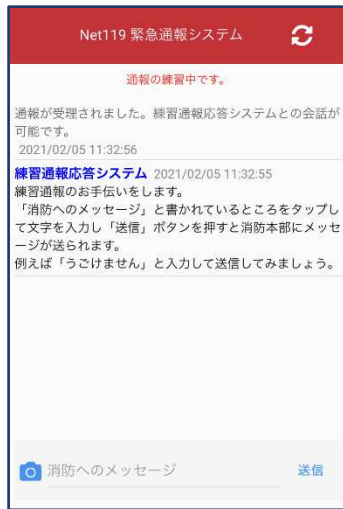 Net119 緊急通報システム
通報の練習中です。
通報が受理されました。練習通報応答システムとの会話が
可能です。
2021/02/05 11:32:56
練習通報応答システム 2021/02/05 11:32:55
練習通報のお手伝いをします。
「消防へのメッセージ」と書かれているところをタップし
て文字を入力し「送信」ボタンを押すと消防本部にメッセ
ージが送られます。
例えば「うごけません」と入力して送信してみましょう。
消防へのメッセージ 送信